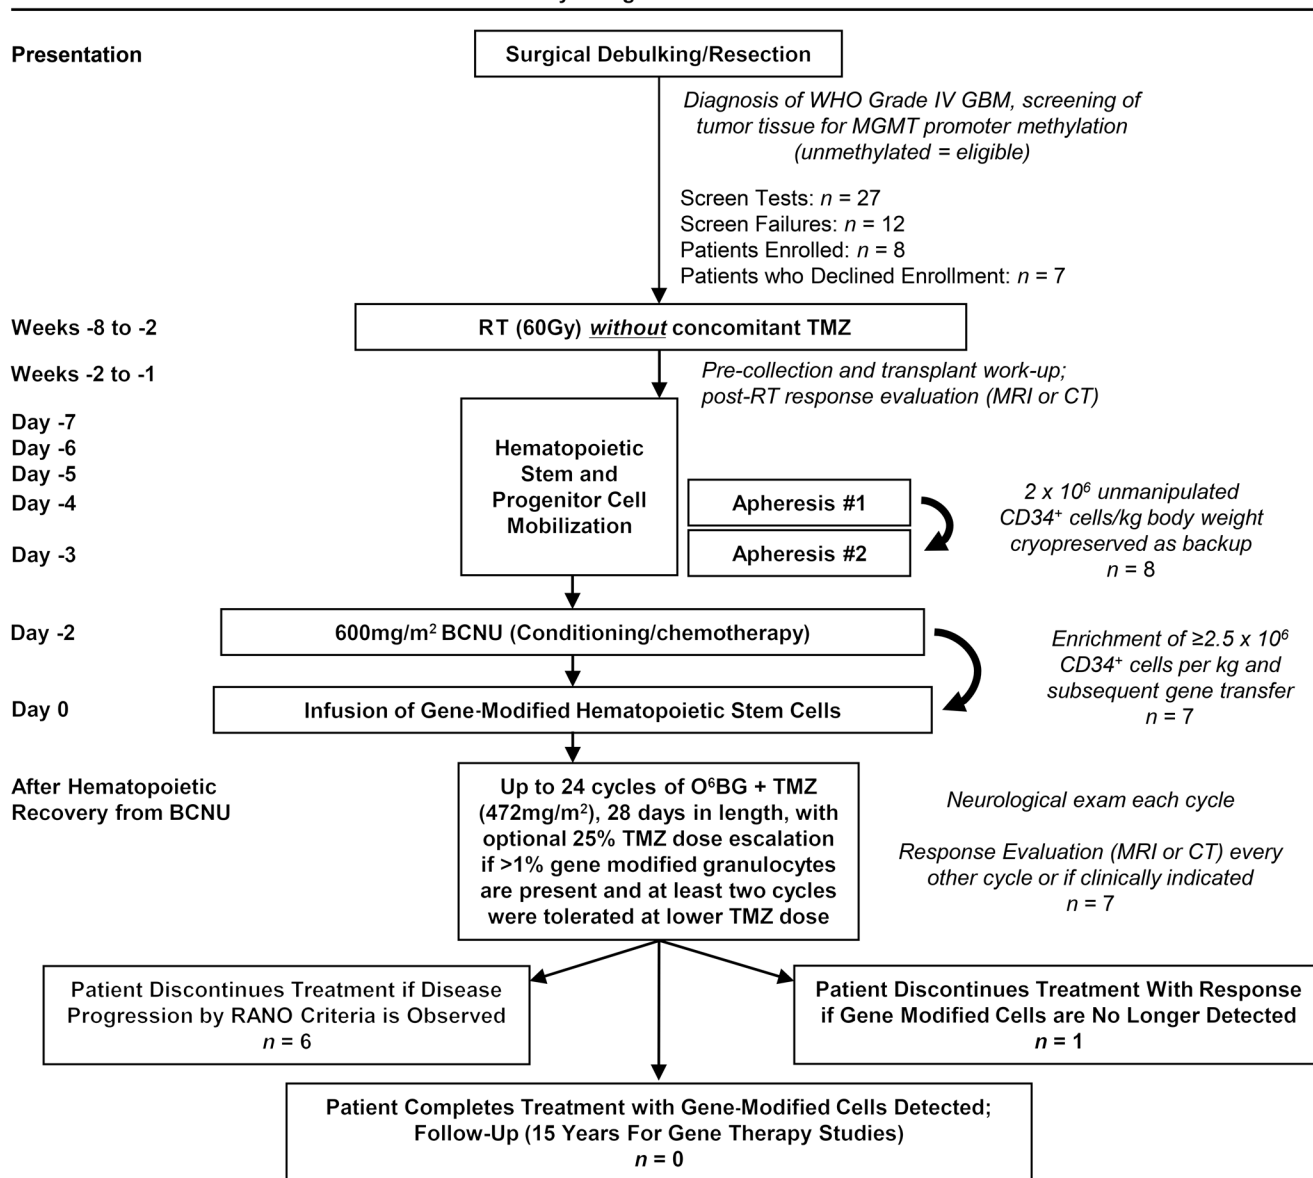 Presentation
Surgical Debulking/Resection
Diagnosis of WHO Grade IV GBM, screening of
tumor tissue for MGMT promoter methylation
(unmethylated = eligible)
Screen Tests: n = 27
Screen Failures: n = 12
Patients Enrolled: n = 8
Patients who Declined Enrollment: n = 7
Weeks -8 to -2
RT (60Gy) without concomitant TMZ
Weeks -2 to -1
Pre-collection and transplant work-up;
post-RT response evaluation (MRI or CT)
Day -7
Day -6
Day -5
Day -4
Day -3
Hematopoietic
Stem and
Progenitor Cell
Mobilization
Apheresis #1
Apheresis #2
2 x 10⁶ unmanipulated
CD34⁺ cells/kg body weight
cryopreserved as backup
n = 8
Day -2
600mg/m² BCNU (Conditioning/chemotherapy)
Enrichment of ≥2.5 x 10⁶
CD34⁺ cells per kg and
subsequent gene transfer
n = 7
Day 0
Infusion of Gene-Modified Hematopoietic Stem Cells
After Hematopoietic
Recovery from BCNU
Up to 24 cycles of O⁶BG + TMZ
(472mg/m²), 28 days in length, with
optional 25% TMZ dose escalation
if >1% gene modified granulocytes
are present and at least two cycles
were tolerated at lower TMZ dose
Neurological exam each cycle
Response Evaluation (MRI or CT) every
other cycle or if clinically indicated
n = 7
Patient Discontinues Treatment if Disease
Progression by RANO Criteria is Observed
n = 6
Patient Discontinues Treatment With Response
if Gene Modified Cells are No Longer Detected
n = 1
Patient Completes Treatment with Gene-Modified Cells Detected;
Follow-Up (15 Years For Gene Therapy Studies)
n = 0